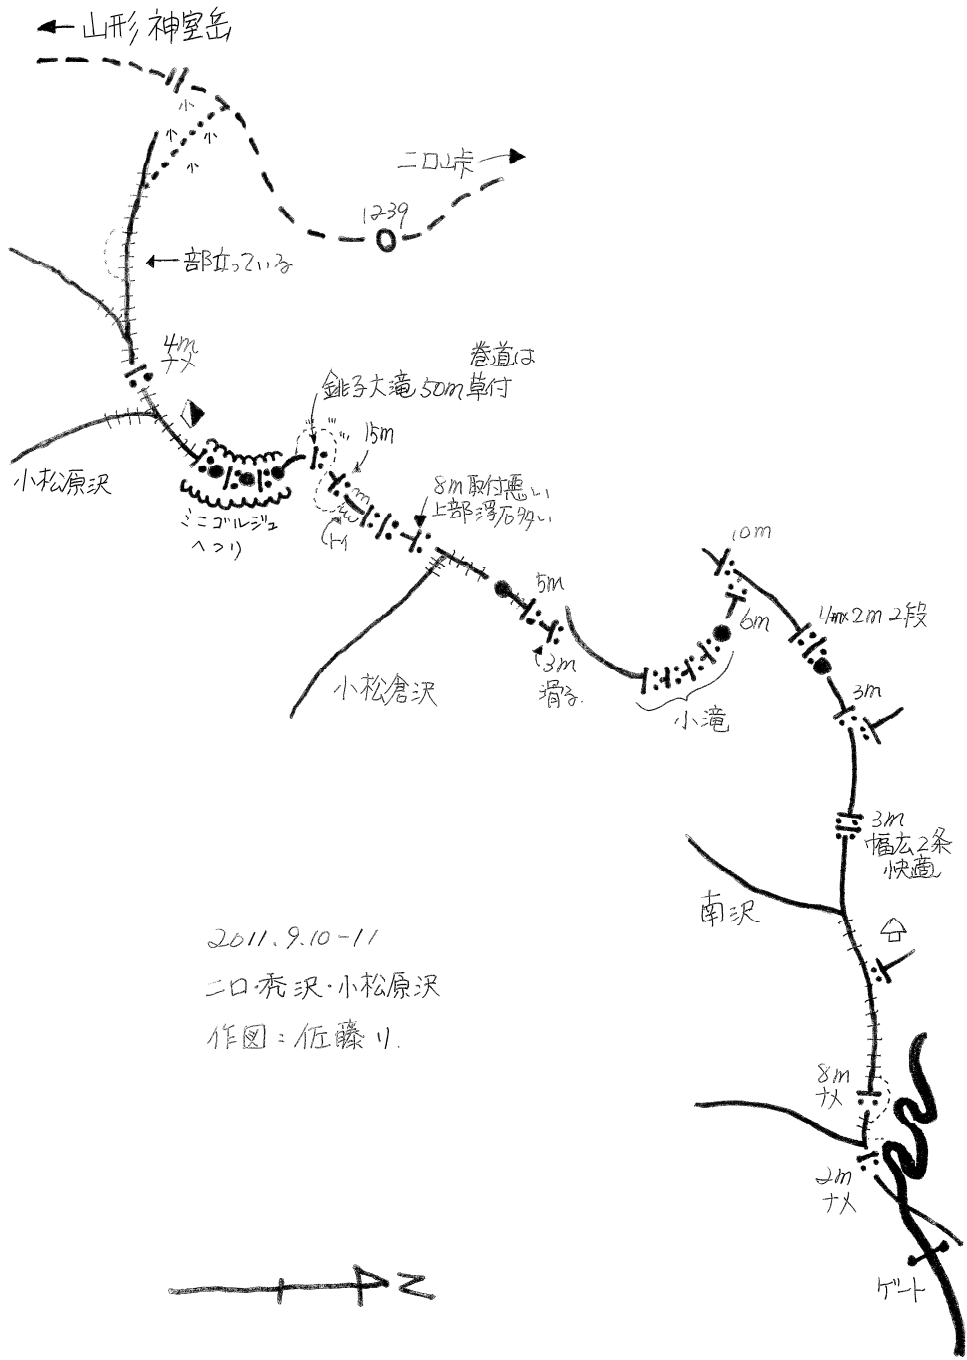 山形 神室岳
二口峠
1239
部立っている
4m
ナメ
巻道は
銚子大滝 50m 草付
15m
小松原沢
8m 取付悪い
上部 浮石多い
ミニゴルジュ
へつり
トイ
10m
5m
6m
2m 2段
3m
小松倉沢
3m
滑る.
小滝
3m
幅広2条
快適
南沢
2011.9.10-11
二口・禿沢・小松原沢
作図:佐藤リ.
8m
ナメ
2m
ナメ
ゲート
N